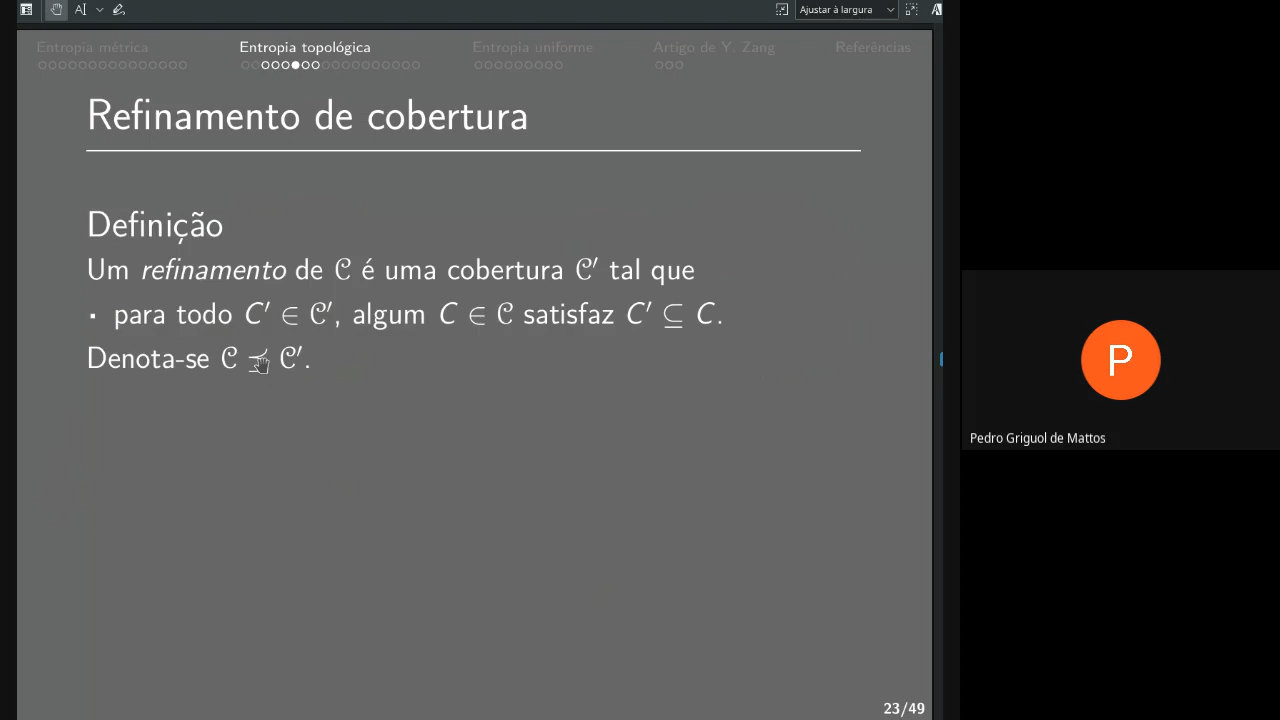 Ajustar à largura
Entropia métrica Entropia topológica Entropia uniforme Artigo de Y. Zang Referências
Refinamento de cobertura
Definição
Um refinamento de 𝒞 é uma cobertura 𝒞′ tal que
▪ para todo C′ ∈ 𝒞′, algum C ∈ 𝒞 satisfaz C′ ⊆ C.
Denota-se 𝒞 ⪯ 𝒞′.
P
Pedro Griguol de Mattos
23/49